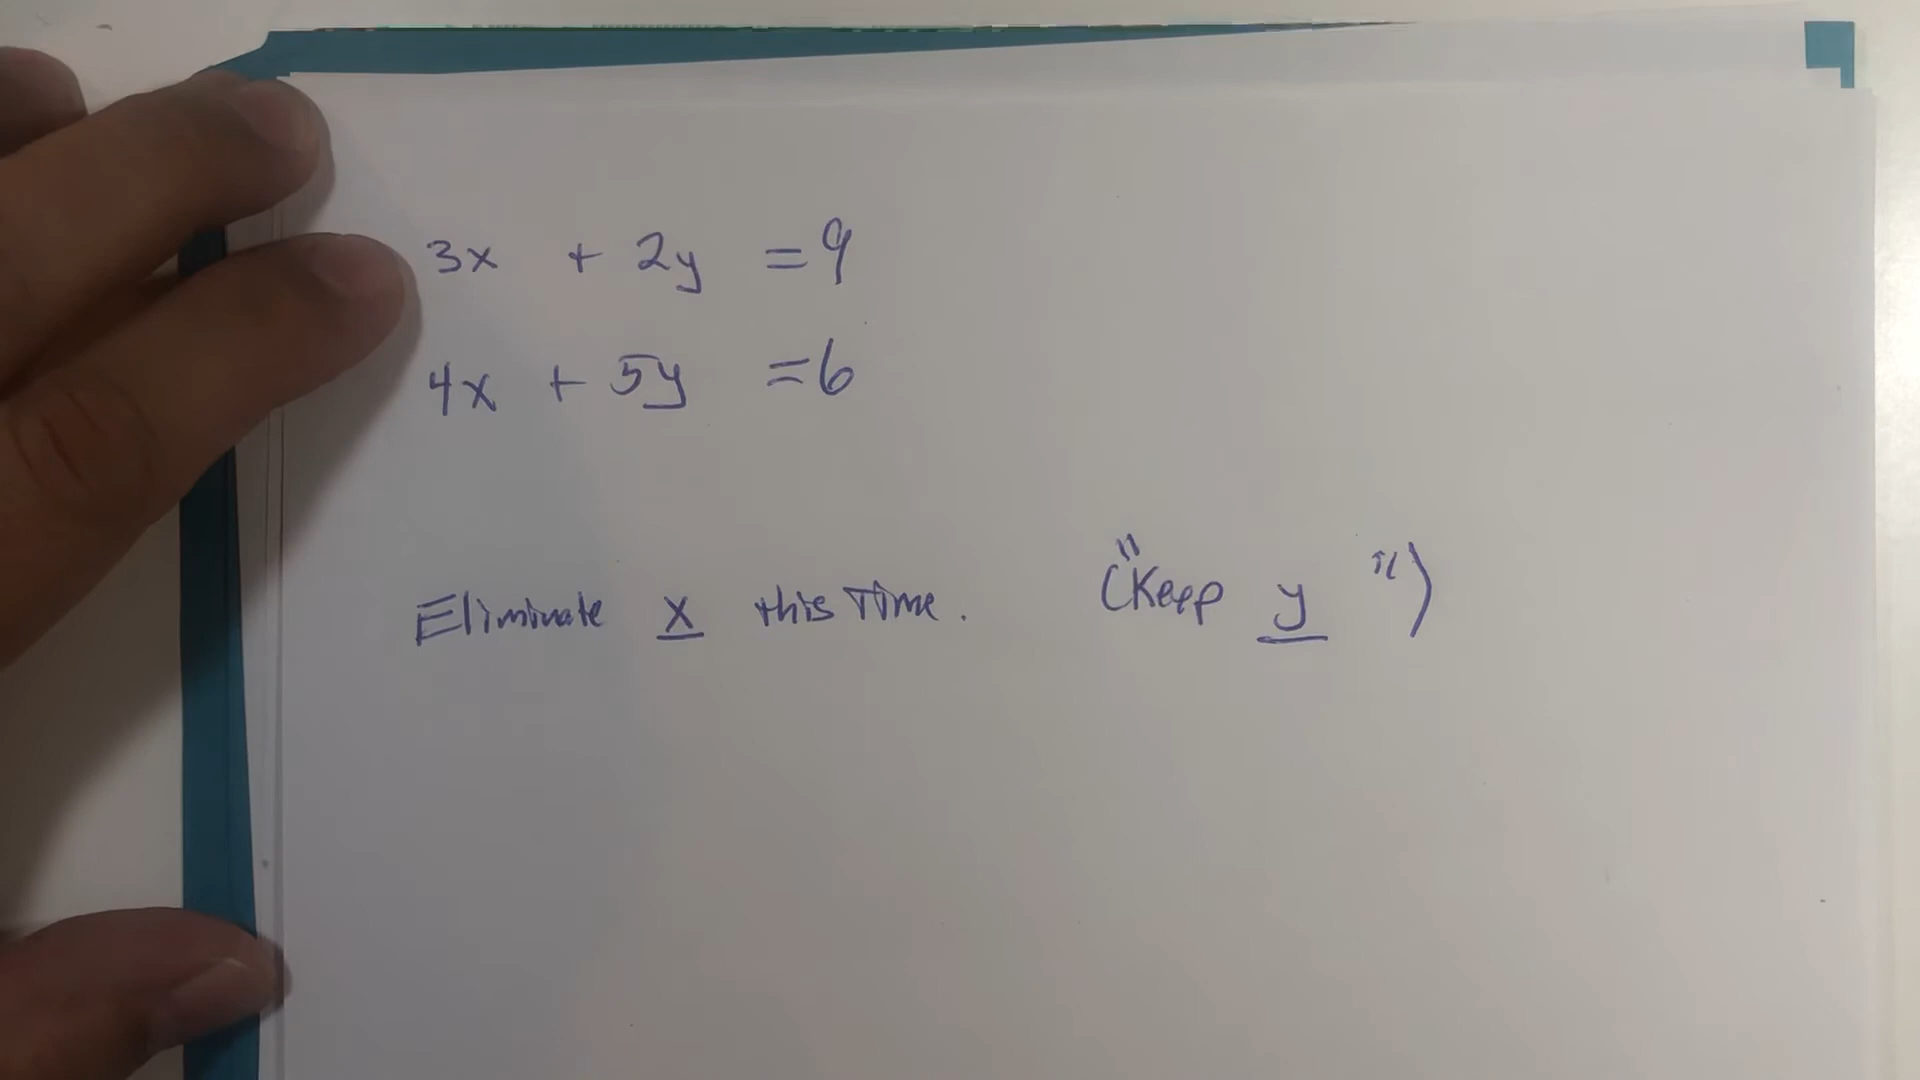 3x + 2y = 9
4x + 5y = 6
Eliminate x this Time. ("Keep y")